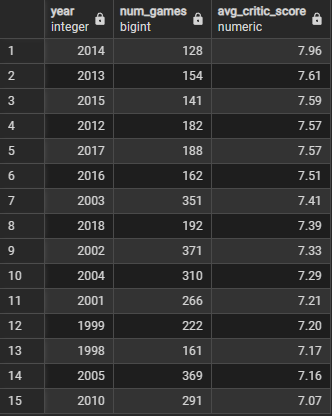 year num_games avg_critic_score
integer bigint numeric
1 2014 128 7.96
2 2013 154 7.61
3 2015 141 7.59
4 2012 182 7.57
5 2017 188 7.57
6 2016 162 7.51
7 2003 351 7.41
8 2018 192 7.39
9 2002 371 7.33
10 2004 310 7.29
11 2001 266 7.21
12 1999 222 7.20
13 1998 161 7.17
14 2005 369 7.16
15 2010 291 7.07